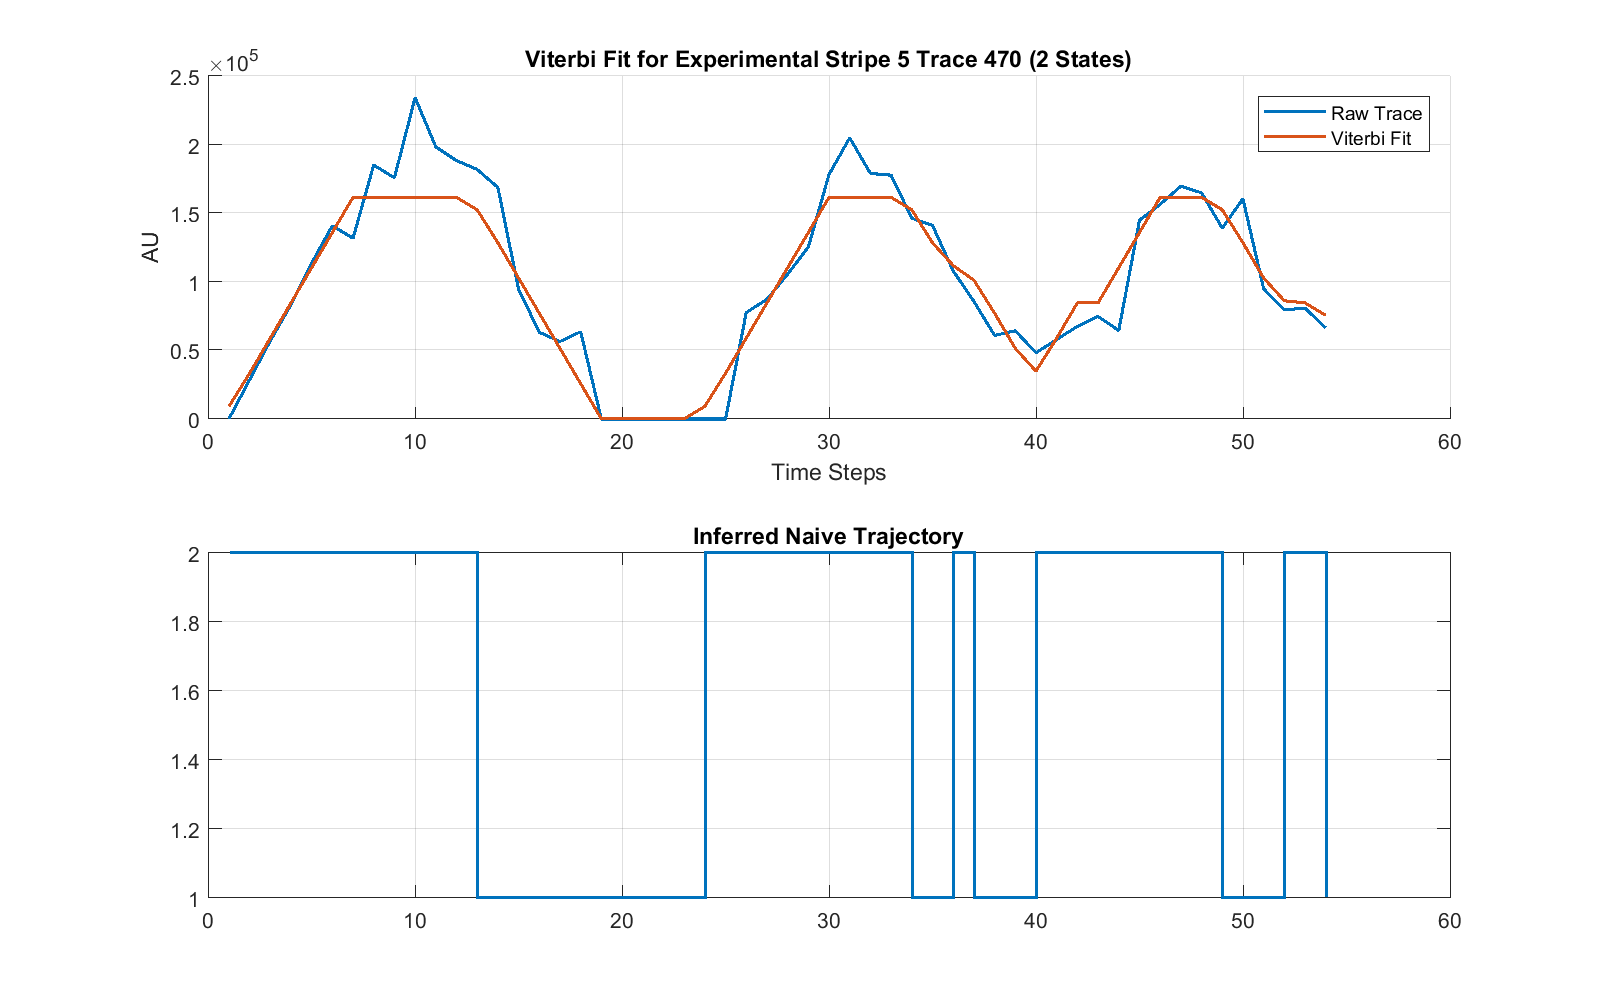 Viterbi Fit for Experimental Stripe 5 Trace 470 (2 States)
×10^5
2.5
2
1.5
1
0.5
0
AU
Raw Trace
Viterbi Fit
0 10 20 30 40 50 60
Time Steps
Inferred Naive Trajectory
2
1.8
1.6
1.4
1.2
1
0 10 20 30 40 50 60